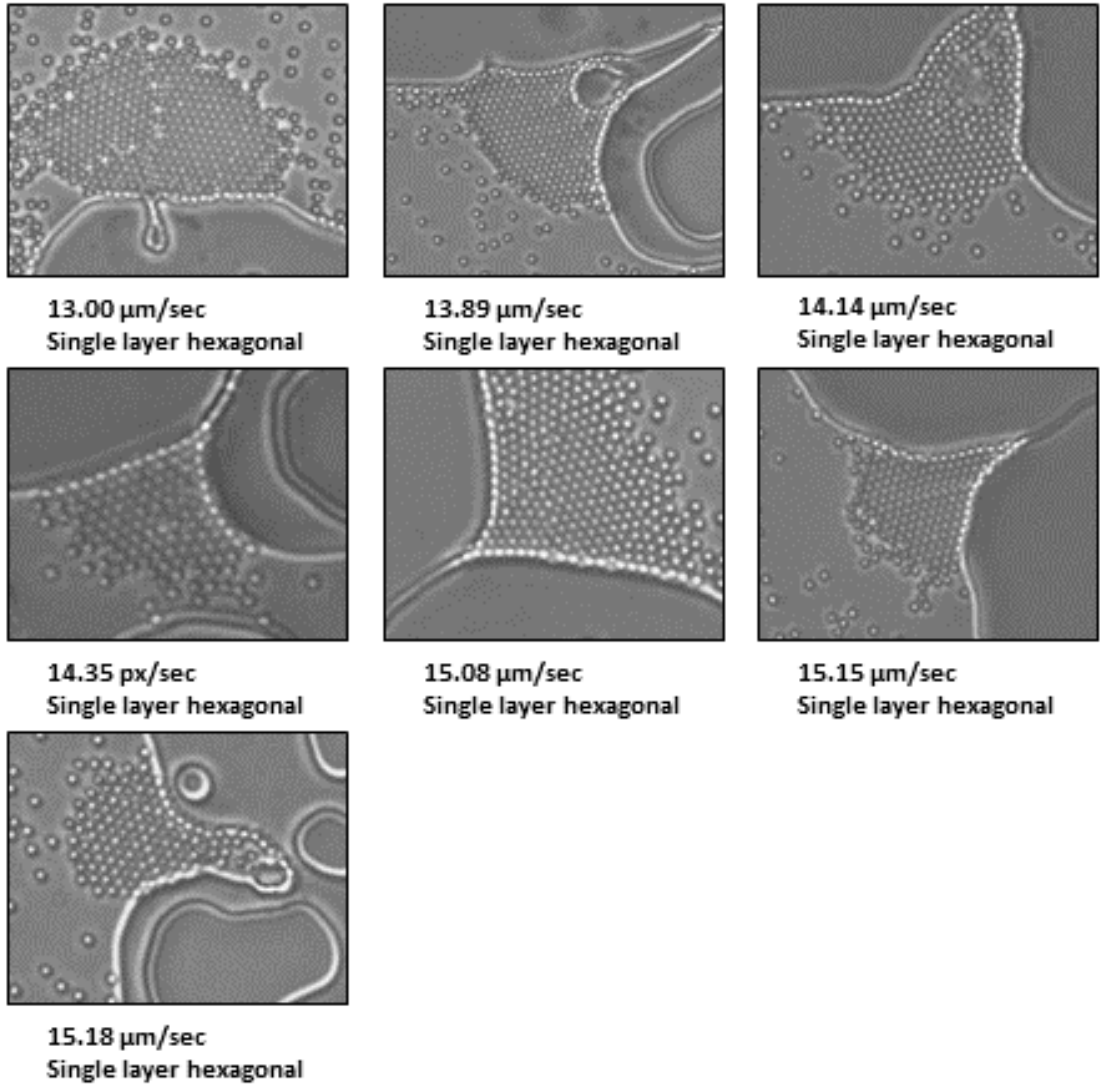 13.00 µm/sec
Single layer hexagonal
13.89 µm/sec
Single layer hexagonal
14.14 µm/sec
Single layer hexagonal
14.35 px/sec
Single layer hexagonal
15.08 µm/sec
Single layer hexagonal
15.15 µm/sec
Single layer hexagonal
15.18 µm/sec
Single layer hexagonal